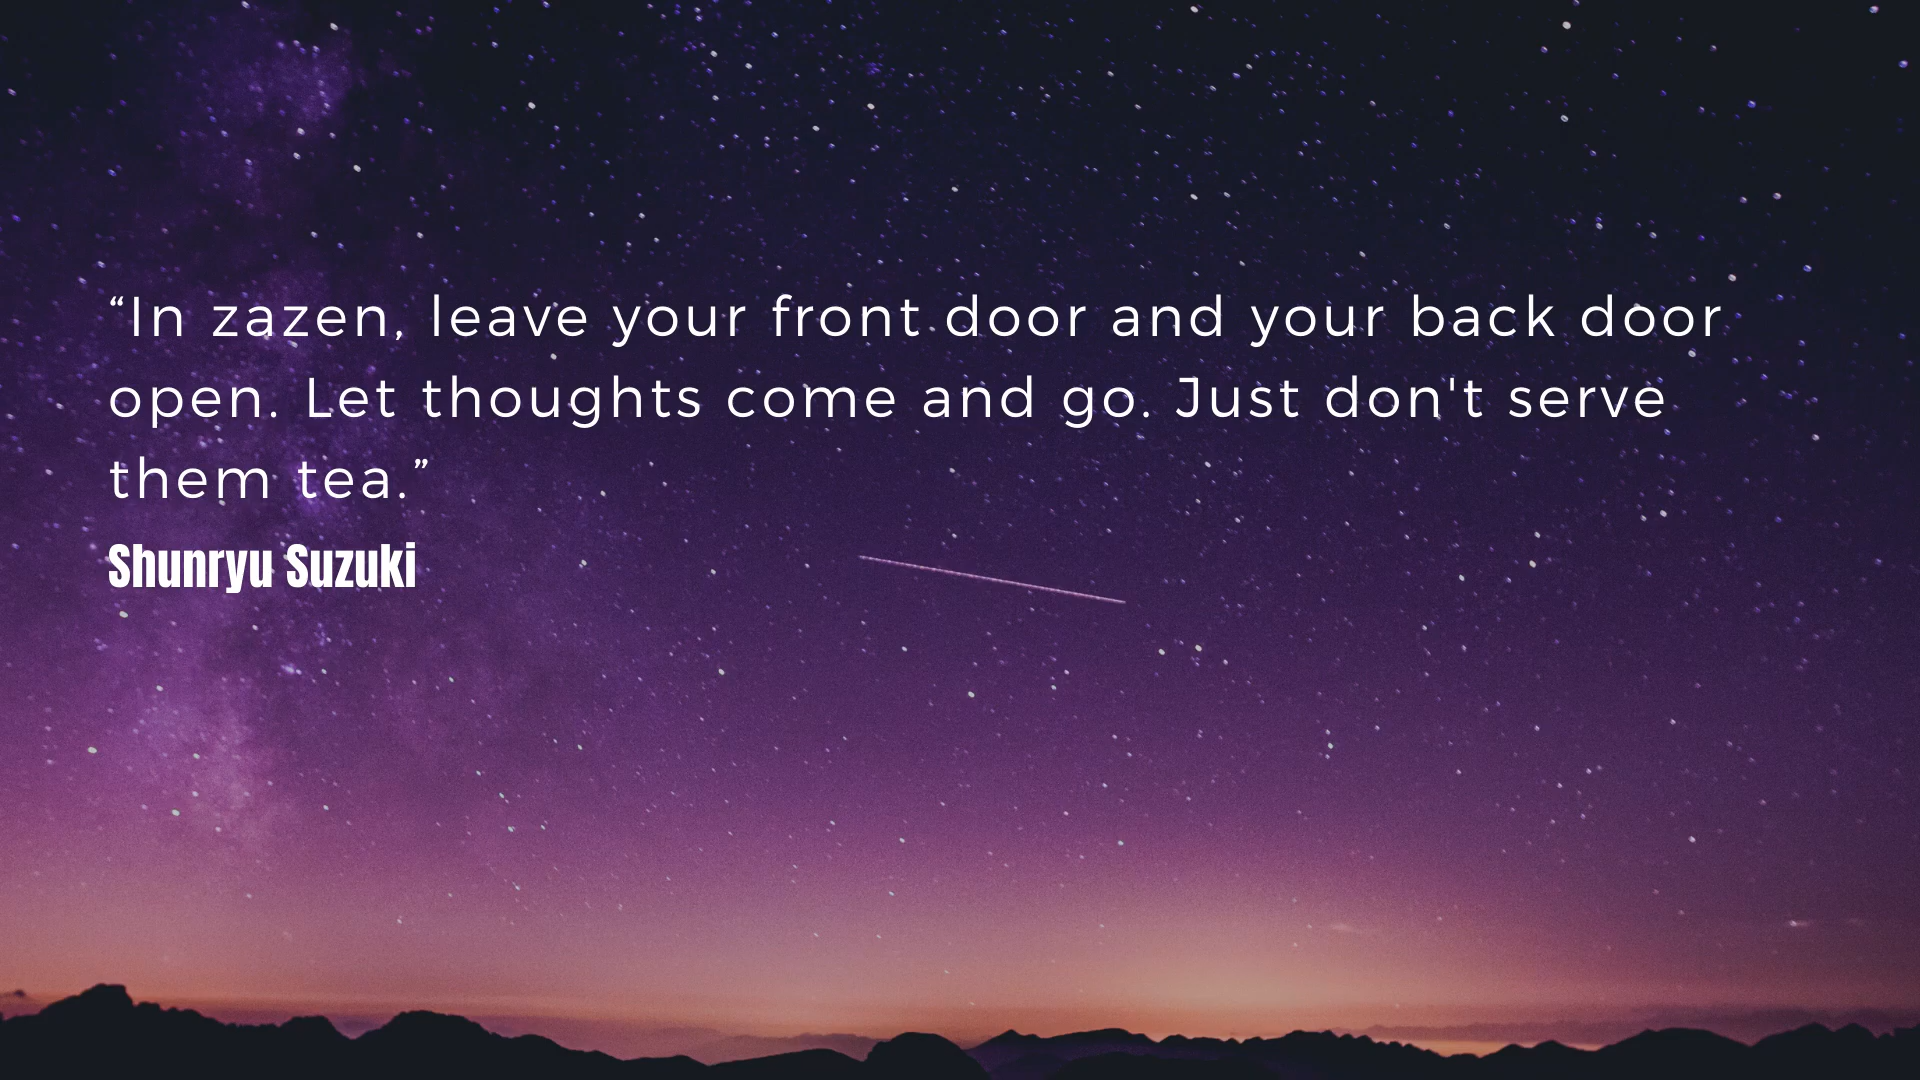 “In zazen, leave your front door and your back door
open. Let thoughts come and go. Just don't serve
them tea.”
Shunryu Suzuki